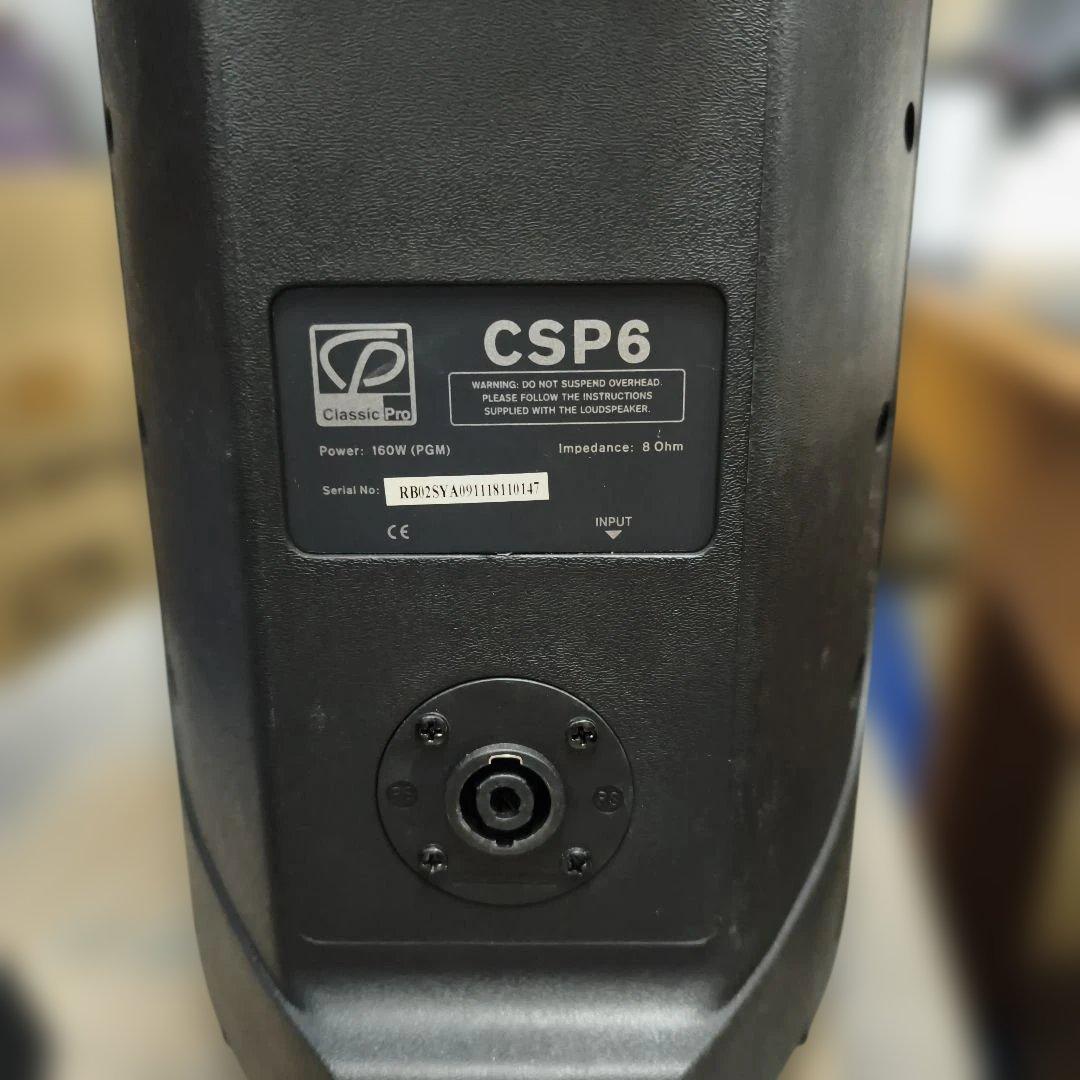 CP
Classic Pro
CSP6
WARNING: DO NOT SUSPEND OVERHEAD.
PLEASE FOLLOW THE INSTRUCTIONS
SUPPLIED WITH THE LOUDSPEAKER.
Power: 160W (PGM)
Impedance: 8 Ohm
Serial No: RB02SYA091118110147
CE
INPUT